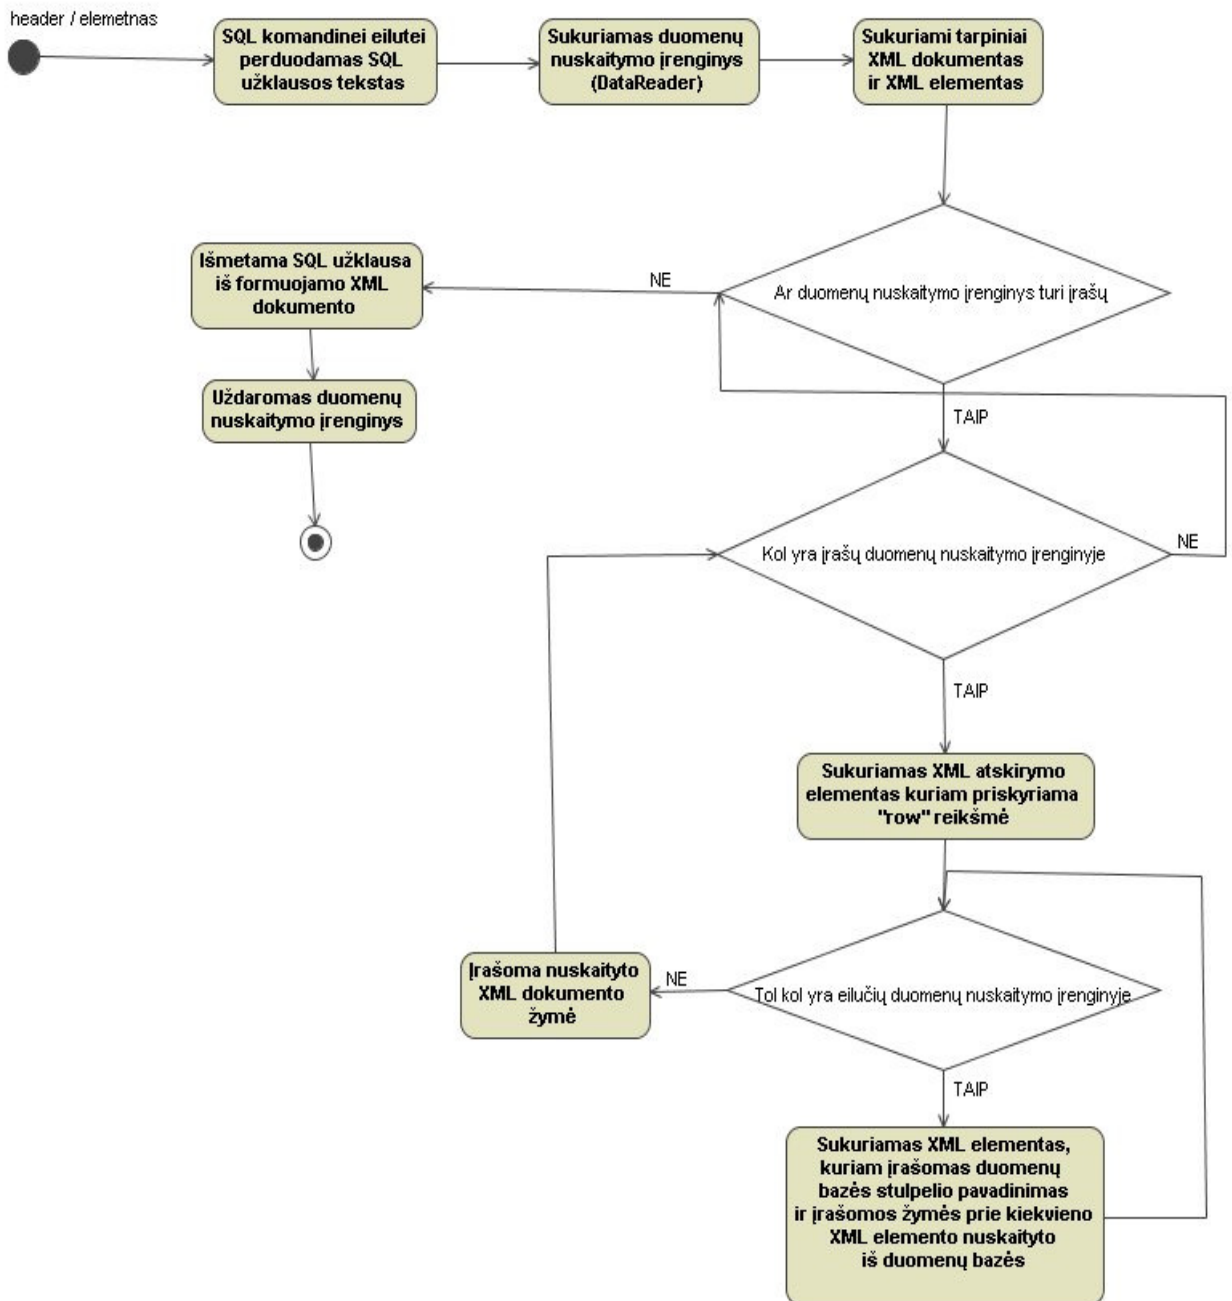 header / elemetnas
SQL komandinei eilutei
perduodamas SQL
užklausos tekstas
Sukuriamas duomenų
nuskaitymo įrenginys
(DataReader)
Sukuriami tarpiniai
XML dokumentas
ir XML elementas
Ar duomenų nuskaitymo įrenginys turi įrašų
NE
Išmetama SQL užklausa
iš formuojamo XML
dokumento
Uždaromas duomenų
nuskaitymo įrenginys
TAIP
Kol yra įrašų duomenų nuskaitymo įrenginyje
NE
TAIP
Sukuriamas XML atskirymo
elementas kuriam priskyriama
"row" reikšmė
Tol kol yra eilučių duomenų nuskaitymo įrenginyje
NE
Įrašoma nuskaityto
XML dokumento
žymė
TAIP
Sukuriamas XML elementas,
kuriam įrašomas duomenų
bazės stulpelio pavadinimas
ir įrašomos žymės prie kiekvieno
XML elemento nuskaityto
iš duomenų bazės